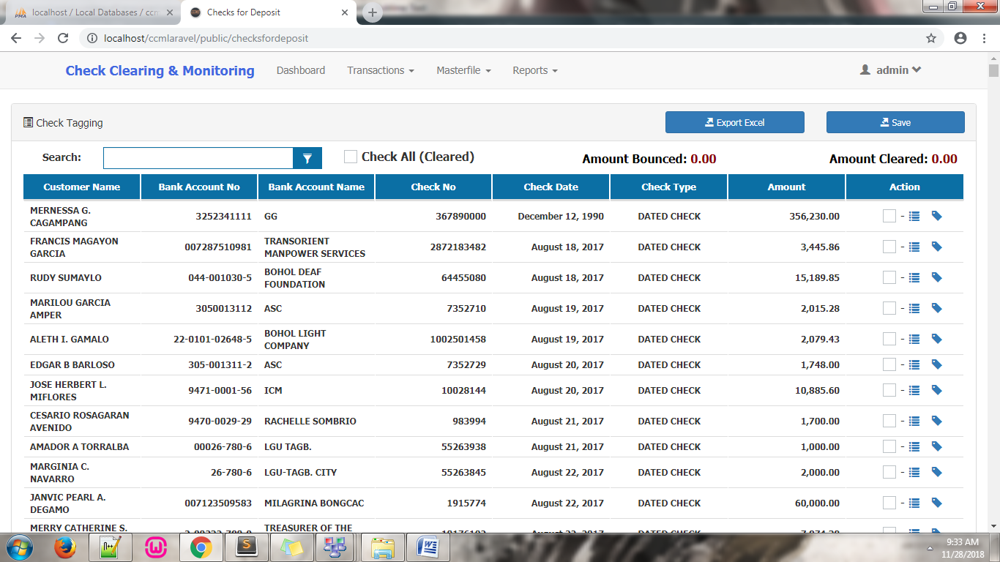 localhost / Local Databases / ccm
Checks for Deposit
localhost/ccmlaravel/public/checksfordeposit
Check Clearing & Monitoring Dashboard Transactions Masterfile Reports admin
Check Tagging Export Excel Save
Search: Check All (Cleared) Amount Bounced: 0.00 Amount Cleared: 0.00
Customer Name Bank Account No Bank Account Name Check No Check Date Check Type Amount Action
MERNESSA G.
CAGAMPANG
3252341111 GG 367890000 December 12, 1990 DATED CHECK 356,230.00 -
FRANCIS MAGAYON
GARCIA
007287510981
TRANSORIENT
MANPOWER SERVICES
2872183482 August 18, 2017 DATED CHECK 3,445.86 -
RUDY SUMAYLO 044-001030-5
BOHOL DEAF
FOUNDATION
64455080 August 18, 2017 DATED CHECK 15,189.85 -
MARILOU GARCIA
AMPER
3050013112 ASC 7352710 August 19, 2017 DATED CHECK 2,015.28 -
ALETH I. GAMALO 22-0101-02648-5
BOHOL LIGHT
COMPANY
1002501458 August 19, 2017 DATED CHECK 2,079.43 -
EDGAR B BARLOSO 305-001311-2 ASC 7352729 August 20, 2017 DATED CHECK 1,748.00 -
JOSE HERBERT L.
MIFLORES
9471-0001-56 ICM 10028144 August 20, 2017 DATED CHECK 10,885.60 -
CESARIO ROSAGARAN
AVENIDO
9470-0029-29 RACHELLE SOMBRIO 983994 August 21, 2017 DATED CHECK 1,700.00 -
AMADOR A TORRALBA 00026-780-6 LGU TAGB. 55263938 August 21, 2017 DATED CHECK 1,000.00 -
MARGINIA C.
NAVARRO
26-780-6 LGU-TAGB. CITY 55263845 August 22, 2017 DATED CHECK 2,000.00 -
JANVIC PEARL A.
DEGAMO
007123509583 MILAGRINA BONGCAC 1915774 August 22, 2017 DATED CHECK 60,000.00 -
MERRY CATHERINE S.
TREASURER OF THE
9:33 AM
11/28/2018